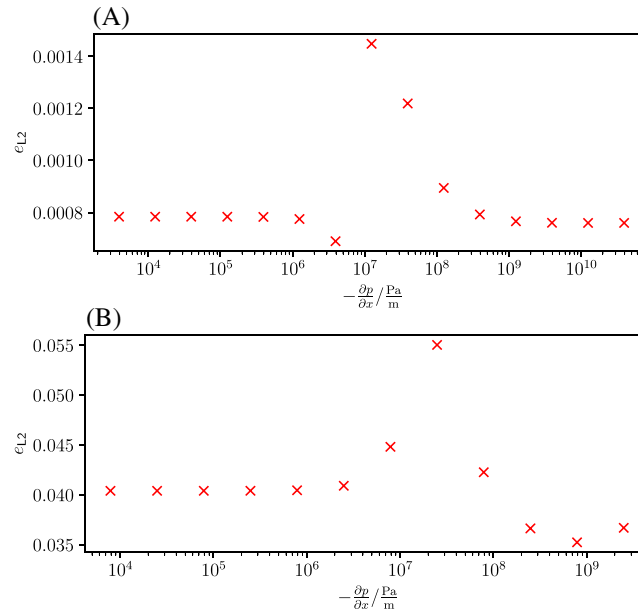 (A)
0.0014
0.0012
0.0010
0.0008
e_L2
10^4 10^5 10^6 10^7 10^8 10^9 10^10
−∂p/∂x / Pa/m
(B)
0.055
0.050
0.045
0.040
0.035
e_L2
10^4 10^5 10^6 10^7 10^8 10^9
−∂p/∂x / Pa/m